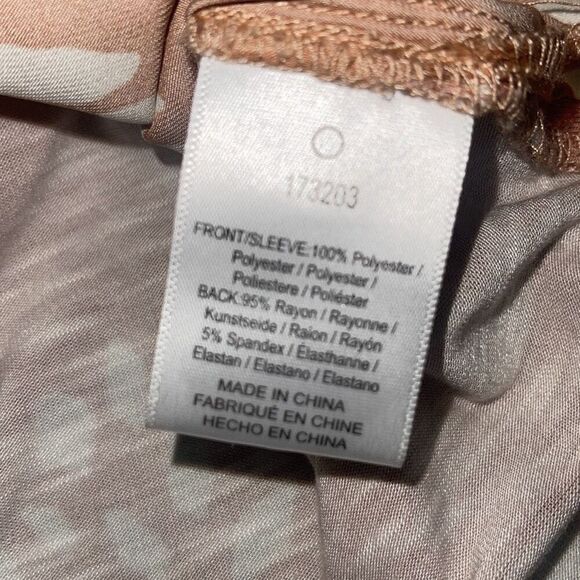 173203
FRONT/SLEEVE:100% Polyester /
Polyester / Polyester /
Poliestere / Poliéster
BACK:95% Rayon / Rayonne /
Kunstseide / Raion / Rayón
5% Spandex / Élasthanne /
Elastan / Elastano / Elastano
MADE IN CHINA
FABRIQUÉ EN CHINE
HECHO EN CHINA